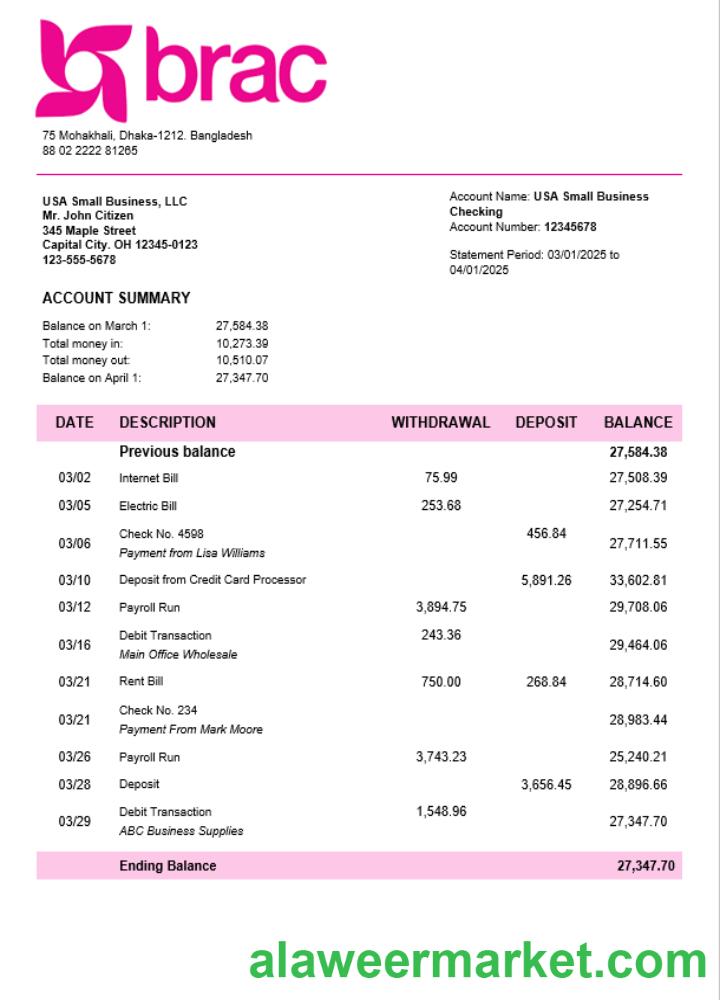 brac
75 Mohakhali, Dhaka-1212. Bangladesh
88 02 2222 81265
USA Small Business, LLC
Mr. John Citizen
345 Maple Street
Capital City. OH 12345-0123
123-555-5678
Account Name: USA Small Business
Checking
Account Number: 12345678
Statement Period: 03/01/2025 to
04/01/2025
ACCOUNT SUMMARY
Balance on March 1: 27,584.38
Total money in: 10,273.39
Total money out: 10,510.07
Balance on April 1: 27,347.70
DATE DESCRIPTION WITHDRAWAL DEPOSIT BALANCE
Previous balance 27,584.38
03/02 Internet Bill 75.99 27,508.39
03/05 Electric Bill 253.68 27,254.71
03/06 Check No. 4598 456.84 27,711.55
Payment from Lisa Williams
03/10 Deposit from Credit Card Processor 5,891.26 33,602.81
03/12 Payroll Run 3,894.75 29,708.06
03/16 Debit Transaction 243.36 29,464.06
Main Office Wholesale
03/21 Rent Bill 750.00 268.84 28,714.60
03/21 Check No. 234 28,983.44
Payment From Mark Moore
03/26 Payroll Run 3,743.23 25,240.21
03/28 Deposit 3,656.45 28,896.66
03/29 Debit Transaction 1,548.96 27,347.70
ABC Business Supplies
Ending Balance 27,347.70
alaweermarket.com